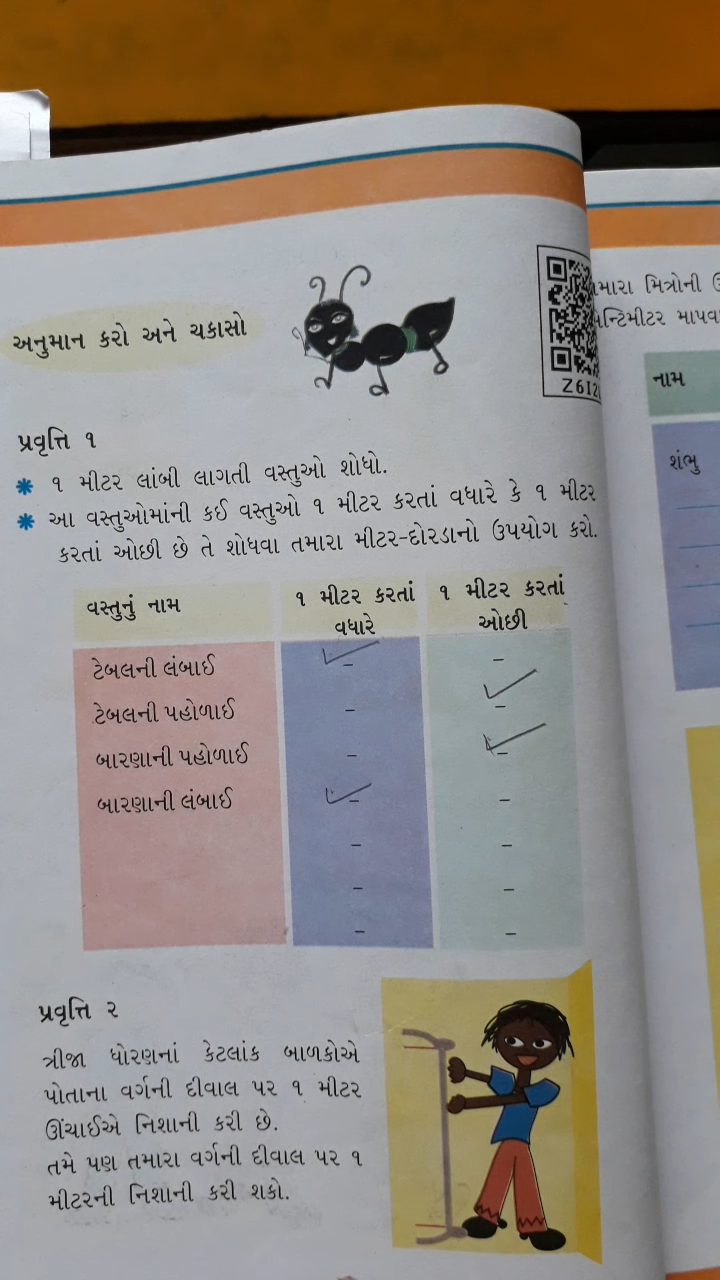 અનુમાન કરો અને ચકાસો
Z612
પ્રવૃત્તિ ૧
૧ મીટર લાંબી લાગતી વસ્તુઓ શોધો.
આ વસ્તુઓમાંની કઈ વસ્તુઓ ૧ મીટર કરતાં વધારે કે ૧ મીટર
કરતાં ઓછી છે તે શોધવા તમારા મીટર-દોરડાનો ઉપયોગ કરો.
વસ્તુનું નામ
૧ મીટર કરતાં
વધારે
૧ મીટર કરતાં
ઓછી
ટેબલની લંબાઈ ✓ – –
ટેબલની પહોળાઈ – ✓ –
બારણાની પહોળાઈ – ✓ –
બારણાની લંબાઈ ✓ – –
– –
– –
– –
પ્રવૃત્તિ ૨
ત્રીજા ધોરણનાં કેટલાંક બાળકોએ
પોતાના વર્ગની દીવાલ પર ૧ મીટર
ઊંચાઈએ નિશાની કરી છે.
તમે પણ તમારા વર્ગની દીવાલ પર ૧
મીટરની નિશાની કરી શકો.
મિત્રોની
માપવ
નામ
શંભુ